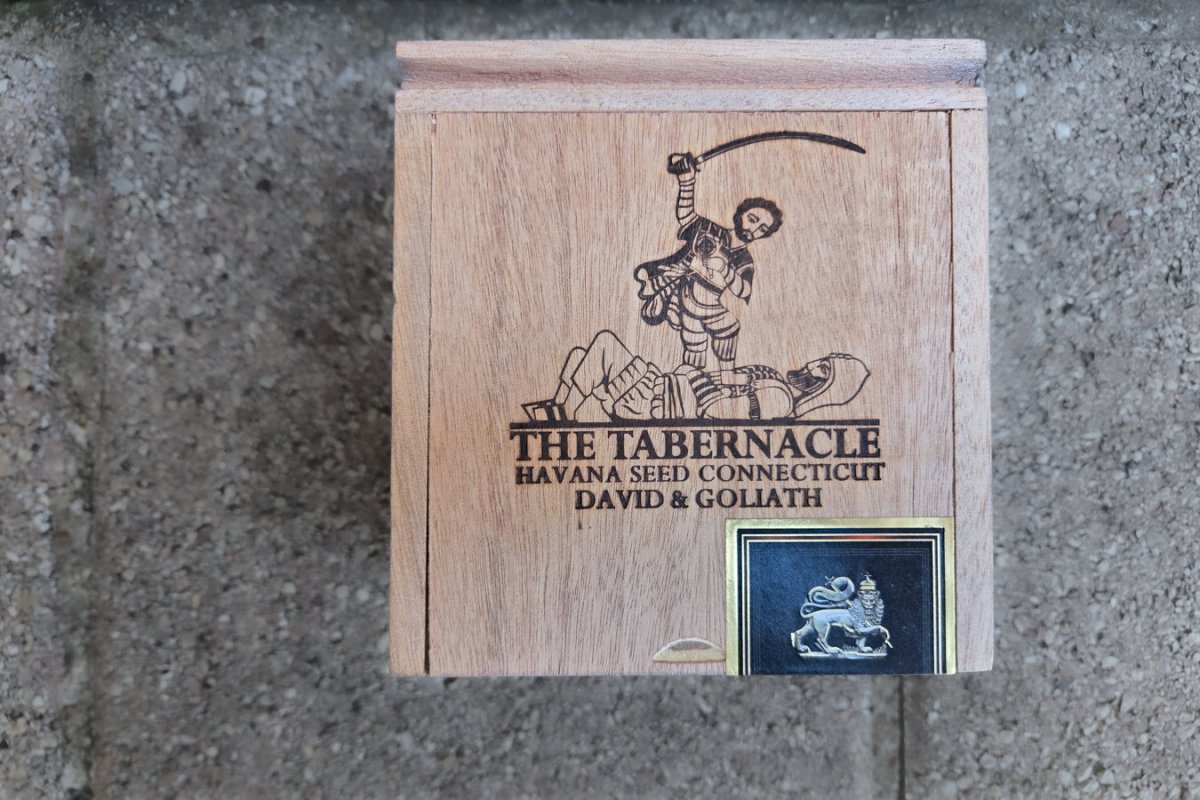 THE TABERNACLE
HAVANA SEED CONNECTICUT
DAVID & GOLIATH